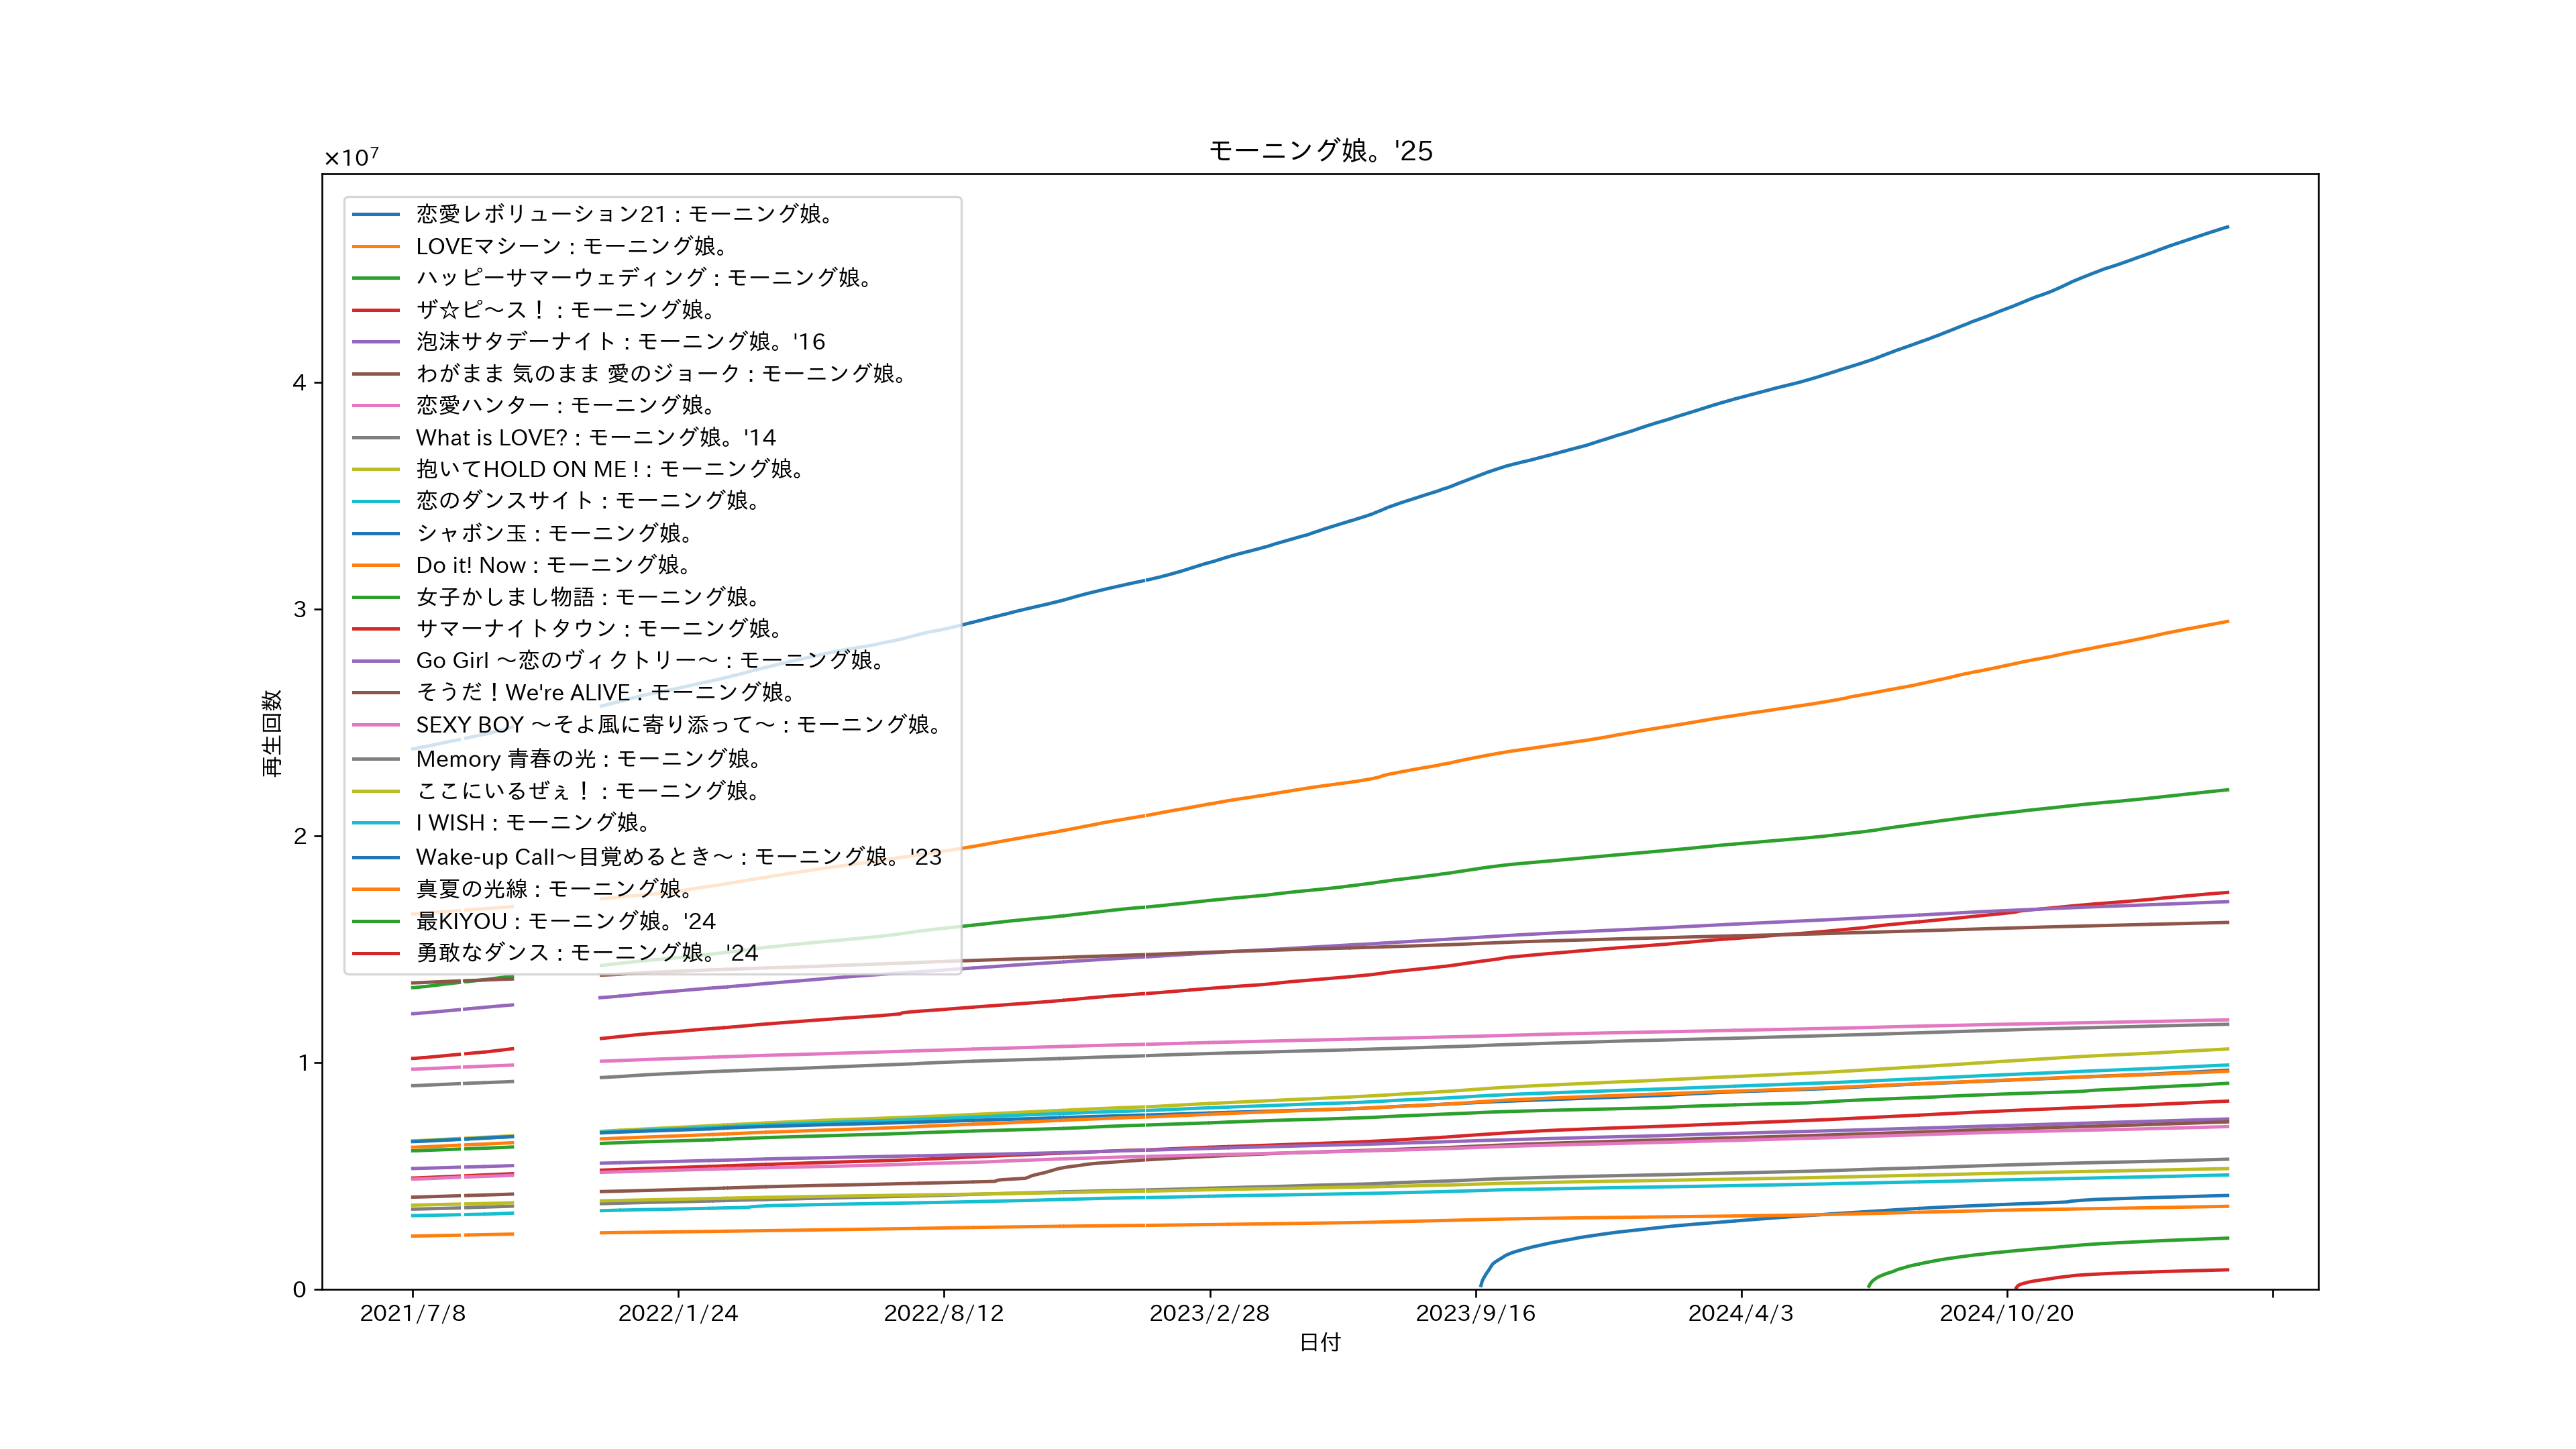 モーニング娘。'25
×10⁷
恋愛レボリューション21 : モーニング娘。
LOVEマシーン : モーニング娘。
ハッピーサマーウェディング : モーニング娘。
ザ☆ピ〜ス！ : モーニング娘。
泡沫サタデーナイト : モーニング娘。'16
わがまま 気のまま 愛のジョーク : モーニング娘。
恋愛ハンター : モーニング娘。
What is LOVE? : モーニング娘。'14
抱いてHOLD ON ME ! : モーニング娘。
恋のダンスサイト : モーニング娘。
シャボン玉 : モーニング娘。
Do it! Now : モーニング娘。
女子かしまし物語 : モーニング娘。
サマーナイトタウン : モーニング娘。
Go Girl 〜恋のヴィクトリー〜 : モーニング娘。
そうだ！We're ALIVE : モーニング娘。
SEXY BOY 〜そよ風に寄り添って〜 : モーニング娘。
Memory 青春の光 : モーニング娘。
ここにいるぜぇ！ : モーニング娘。
I WISH : モーニング娘。
Wake-up Call〜目覚めるとき〜 : モーニング娘。'23
真夏の光線 : モーニング娘。
最KIYOU : モーニング娘。'24
勇敢なダンス : モーニング娘。'24
4
3
2
1
0
再生回数
2021/7/8
2022/1/24
2022/8/12
2023/2/28
2023/9/16
2024/4/3
2024/10/20
日付